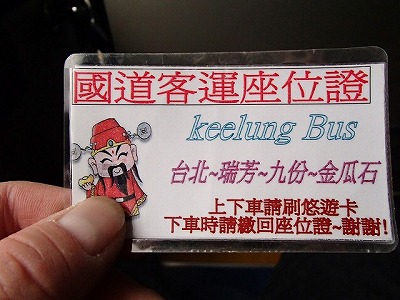 國道客運座位證
keelung Bus
台北~瑞芳~九份~金瓜石
上下車請刷悠遊卡
下車時請繳回座位證~謝謝!